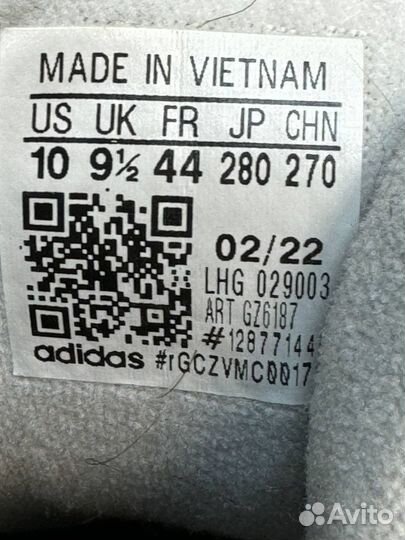 MADE IN VIETNAM
US UK FR JP CHN
10 9½ 44 280 270
02/22
LHG 029003
ART GZ6187
#12877144
adidas #rGCZVMC0017
Avito